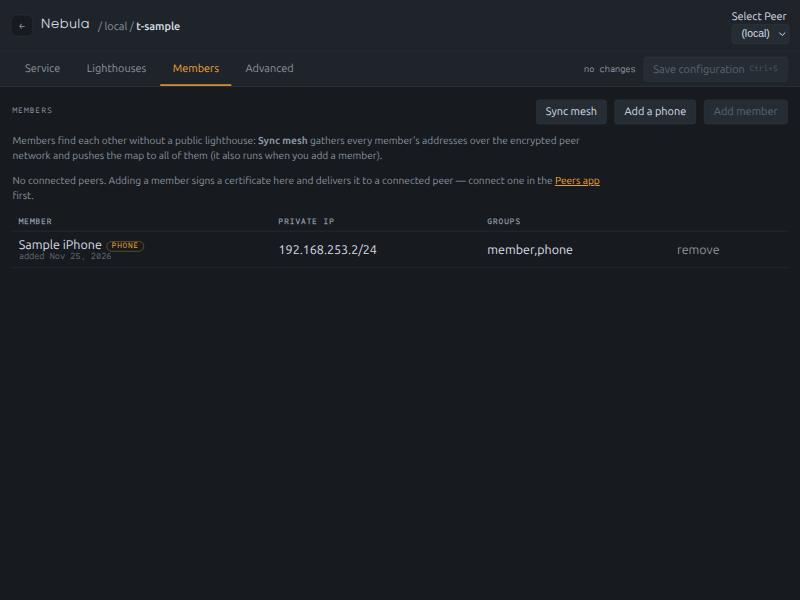 ← Nebula / local / t-sample
Select Peer
(local)
Service Lighthouses Members Advanced
no changes Save configuration Ctrl+S
MEMBERS
Sync mesh Add a phone Add member
Members find each other without a public lighthouse: Sync mesh gathers every member's addresses over the encrypted peer
network and pushes the map to all of them (it also runs when you add a member).
No connected peers. Adding a member signs a certificate here and delivers it to a connected peer — connect one in the Peers app
first.
MEMBER PRIVATE IP GROUPS
Sample iPhone PHONE 192.168.253.2/24 member,phone remove
added Nov 25, 2026